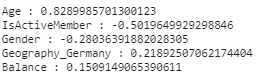 Age : 0.8289985701300123
IsActiveMember : -0.5019649929298846
Gender : -0.28036391882028305
Geography_Germany : 0.21892507062174404
Balance : 0.1509149065390611